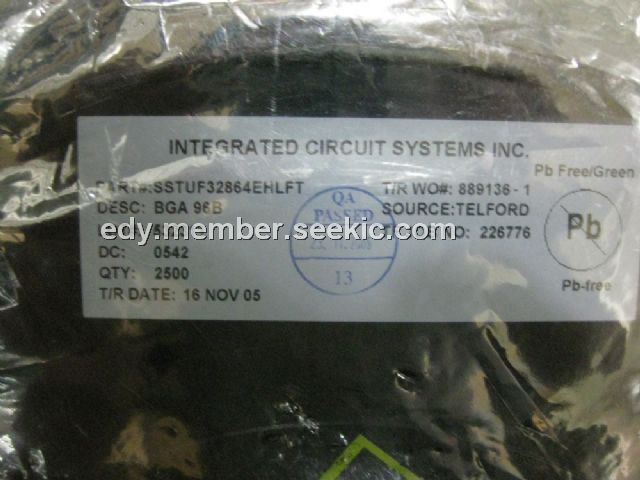 INTEGRATED CIRCUIT SYSTEMS INC.
Pb Free/Green
PART#:SSTUF32864EHLFT
T/R WO#: 889136 - 1
DESC: BGA 96B
SOURCE:TELFORD
NO: 226776
edy.member.seekic.com
DC: 0542
QTY: 2500
T/R DATE: 16 NOV 05
QA
PASSED
13
Pb
Pb-free